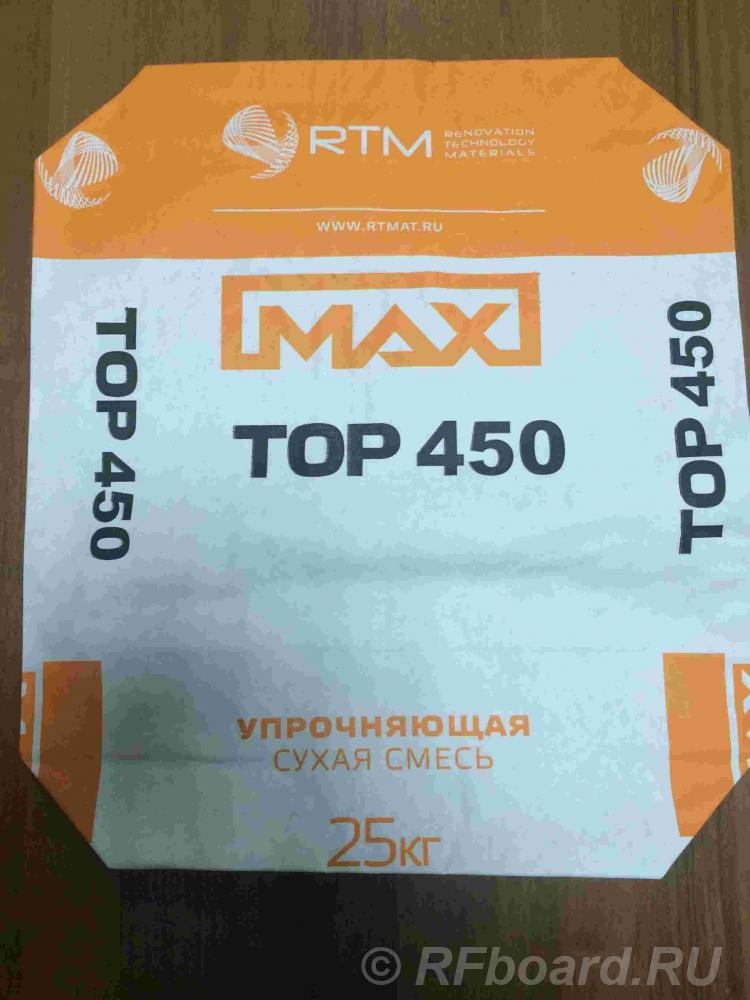 RTM
RENOVATION
TECHNOLOGY
MATERIALS
WWW.RTMAT.RU
MAX
TOP 450
TOP 450
TOP 450
УПРОЧНЯЮЩАЯ
СУХАЯ СМЕСЬ
25кг
© RFboard.РU